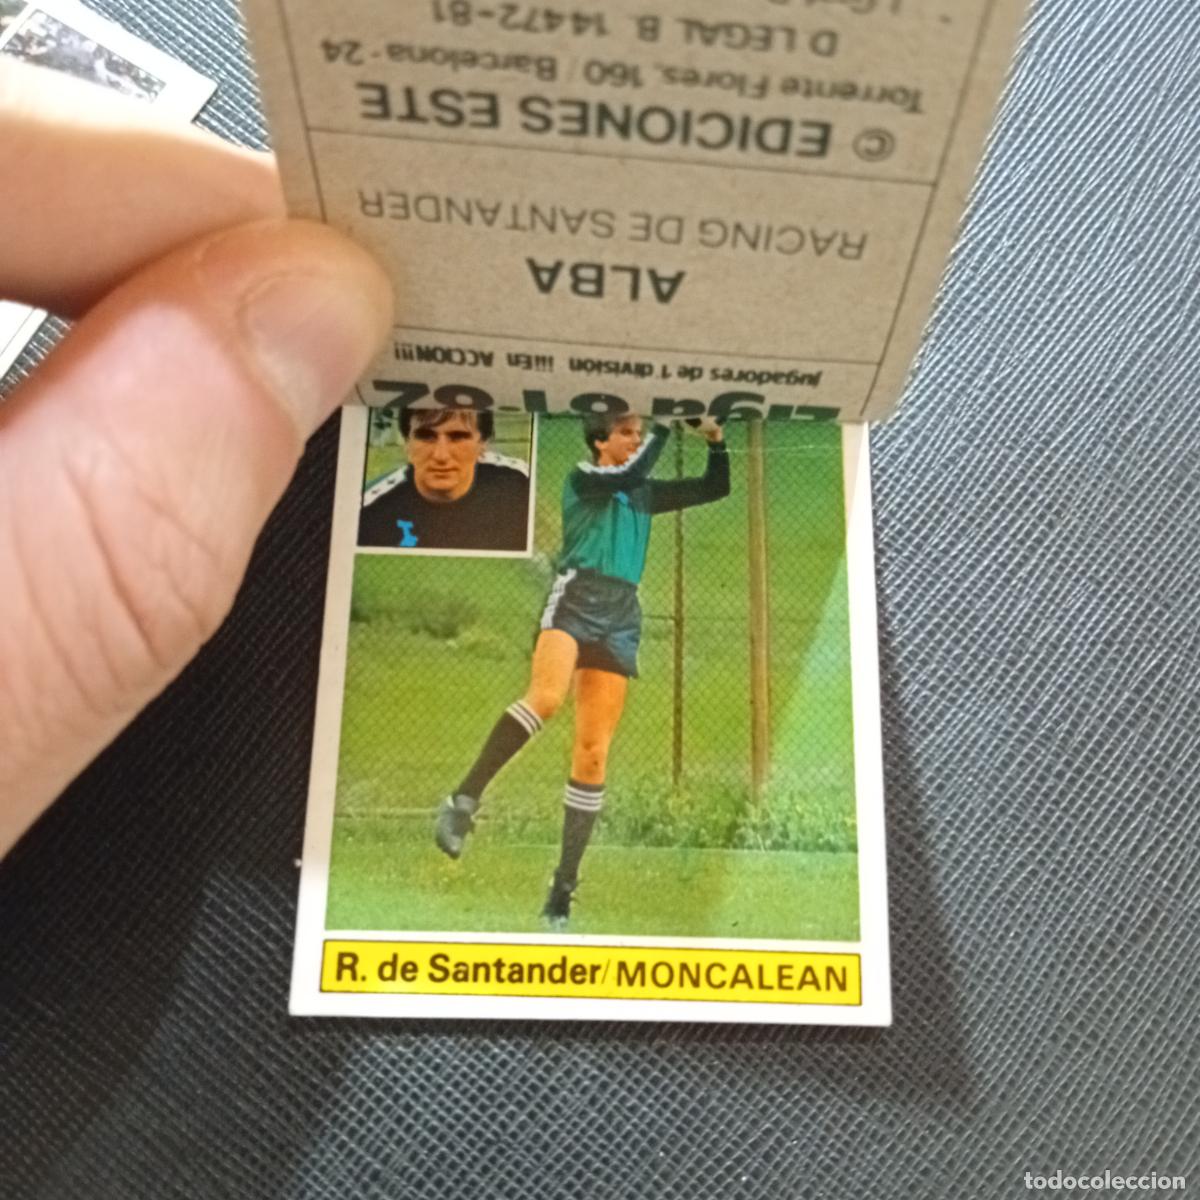 1 
D LEGAL B. 14472-81
Torrente Flores, 160 / Barcelona - 24
© EDICIONES ESTE
RACING DE SANTANDER
ALBA
jugadores de 1ª división ¡¡¡En ACCION!!!
Liga 81-82
R. de Santander/MONCALEAN
todocoleccion